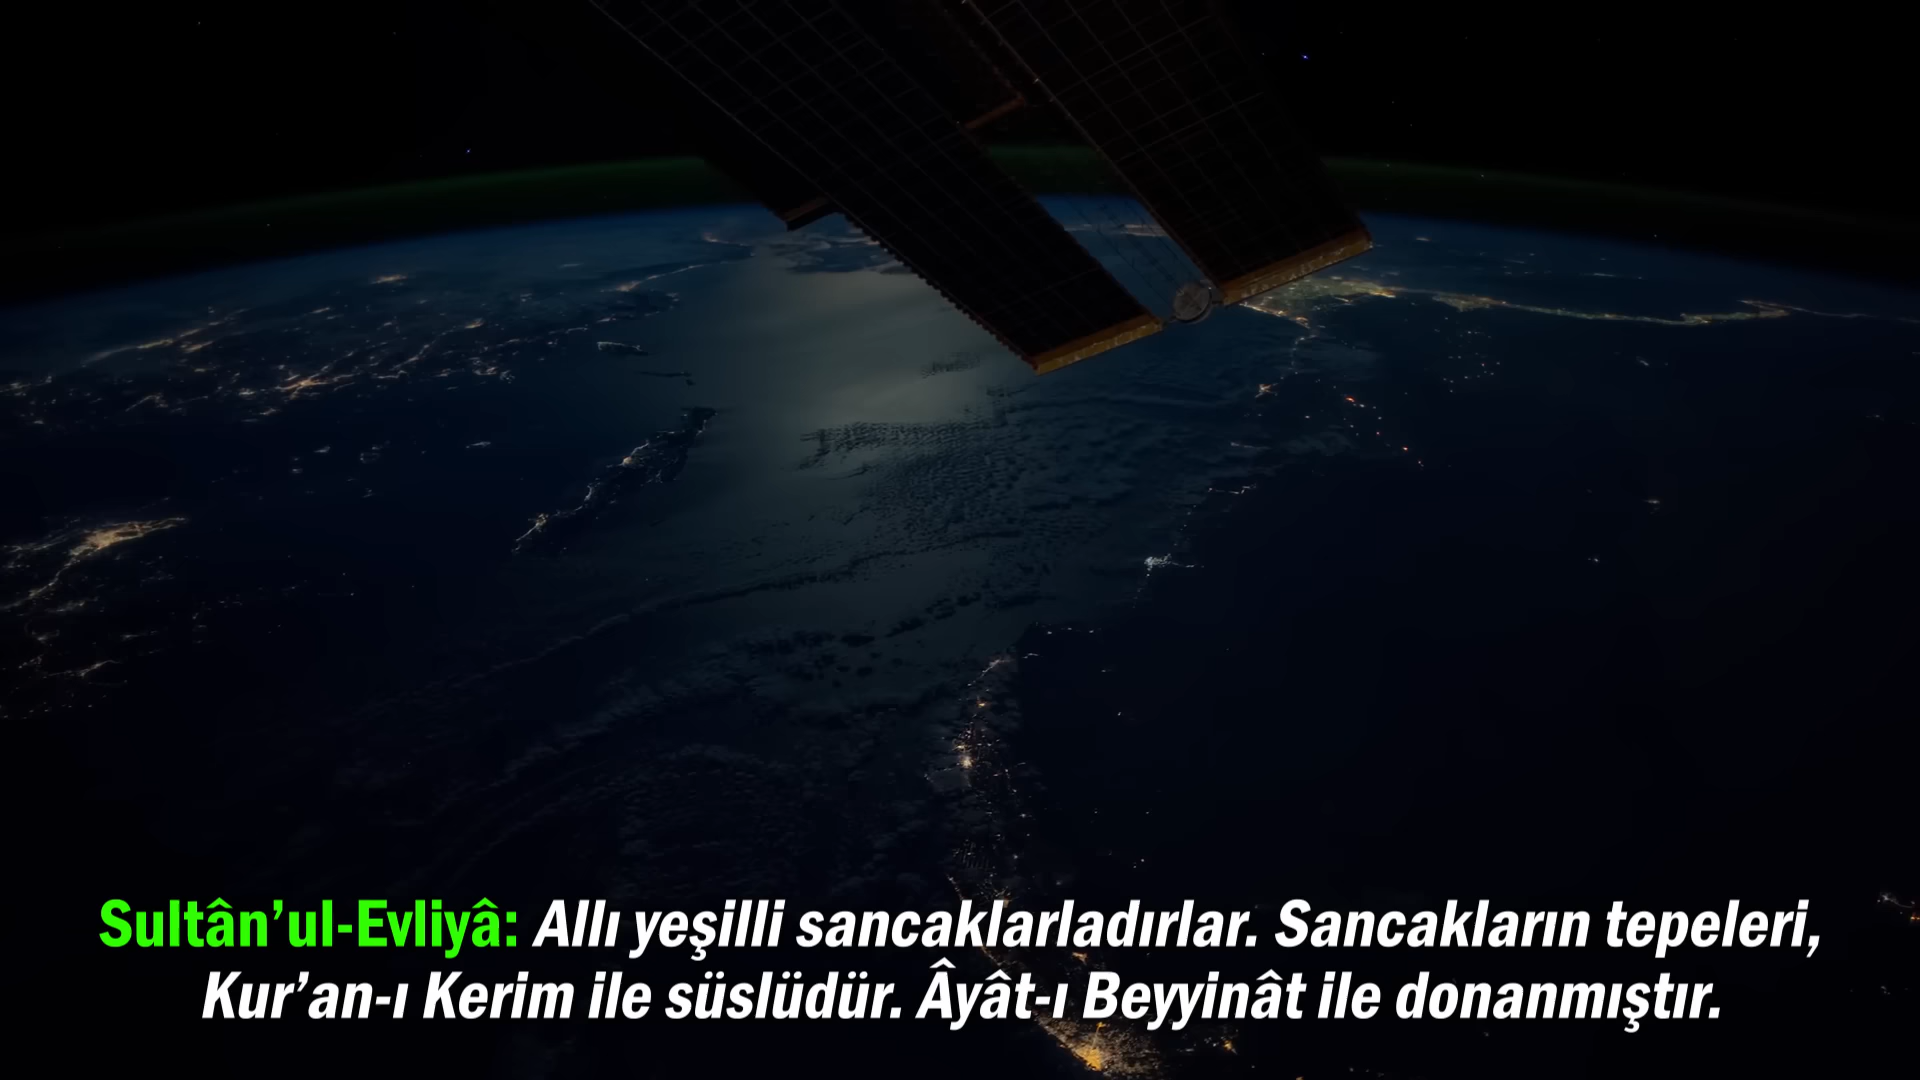 Sultân’ul-Evliyâ: Allı yeşilli sancaklarladırlar. Sancakların tepeleri,
Kur’an-ı Kerim ile süslüdür. Âyât-ı Beyyinât ile donanmıştır.